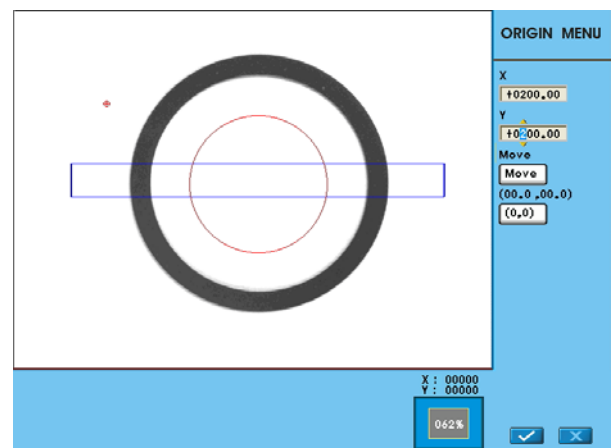 ORIGIN MENU
X
+0200.00
Y
+0200.00
Move
Move
(00.0 ,00.0)
(0,0)
X : 00000
Y : 00000
062%